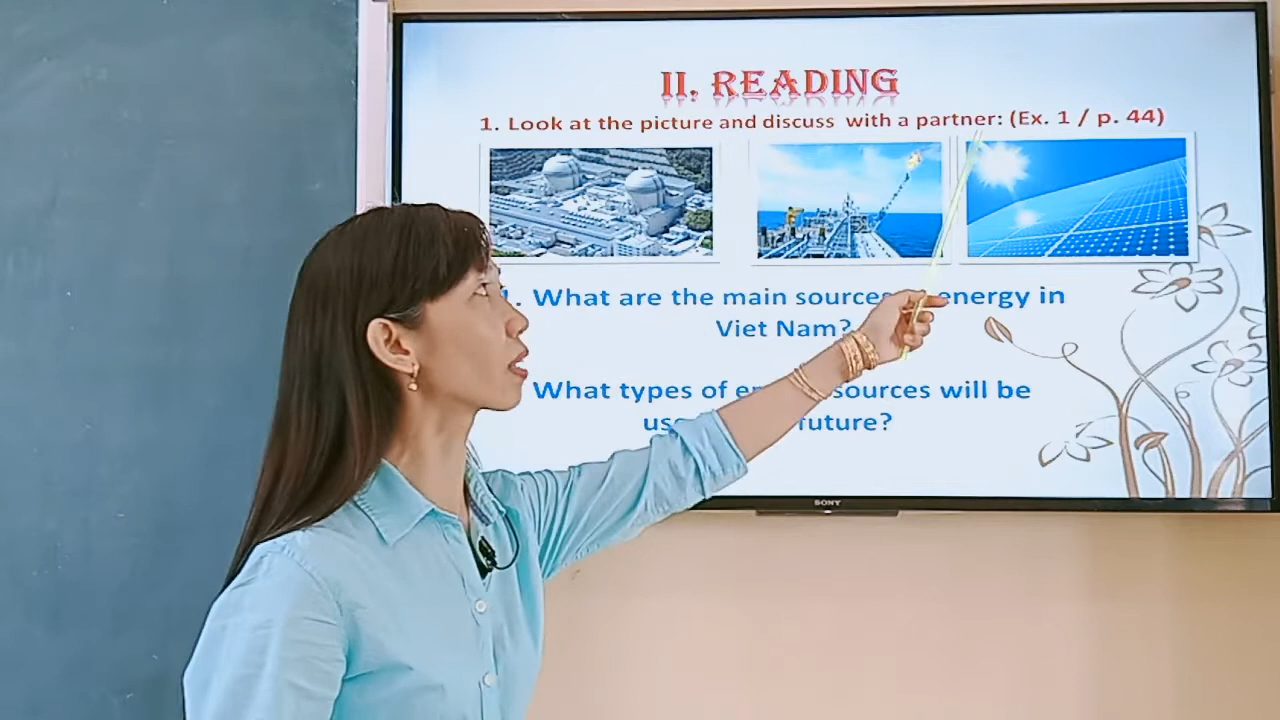 II. READING
1. Look at the picture and discuss with a partner: (Ex. 1 / p. 44)
1. What are the main sources energy in
Viet Nam?
What types of sources will be
future?
SONY